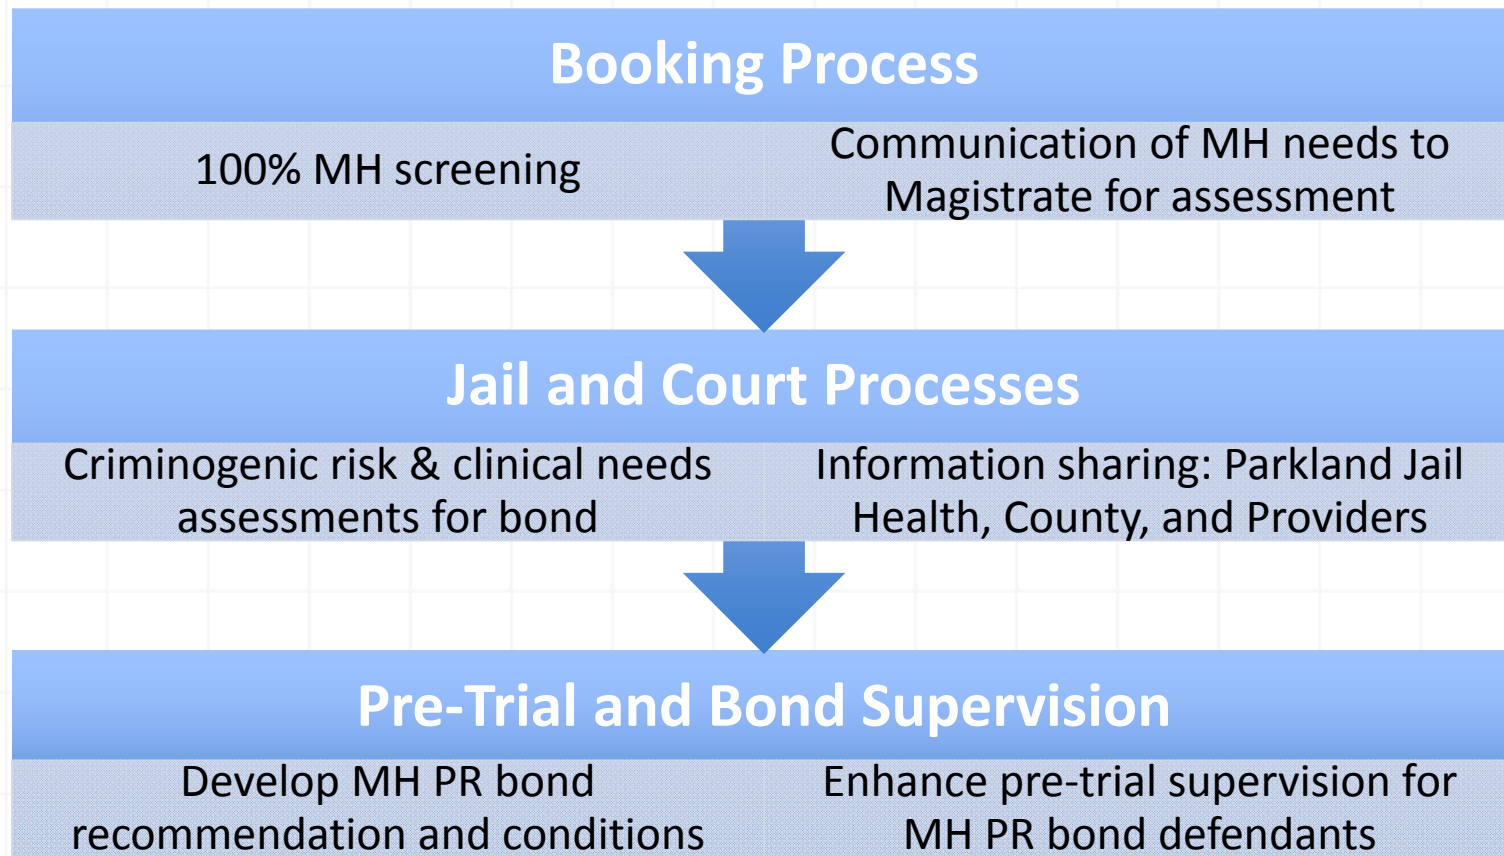 Booking Process
100% MH screening
Communication of MH needs to
Magistrate for assessment
Jail and Court Processes
Criminogenic risk & clinical needs
assessments for bond
Information sharing: Parkland Jail
Health, County, and Providers
Pre-Trial and Bond Supervision
Develop MH PR bond
recommendation and conditions
Enhance pre-trial supervision for
MH PR bond defendants